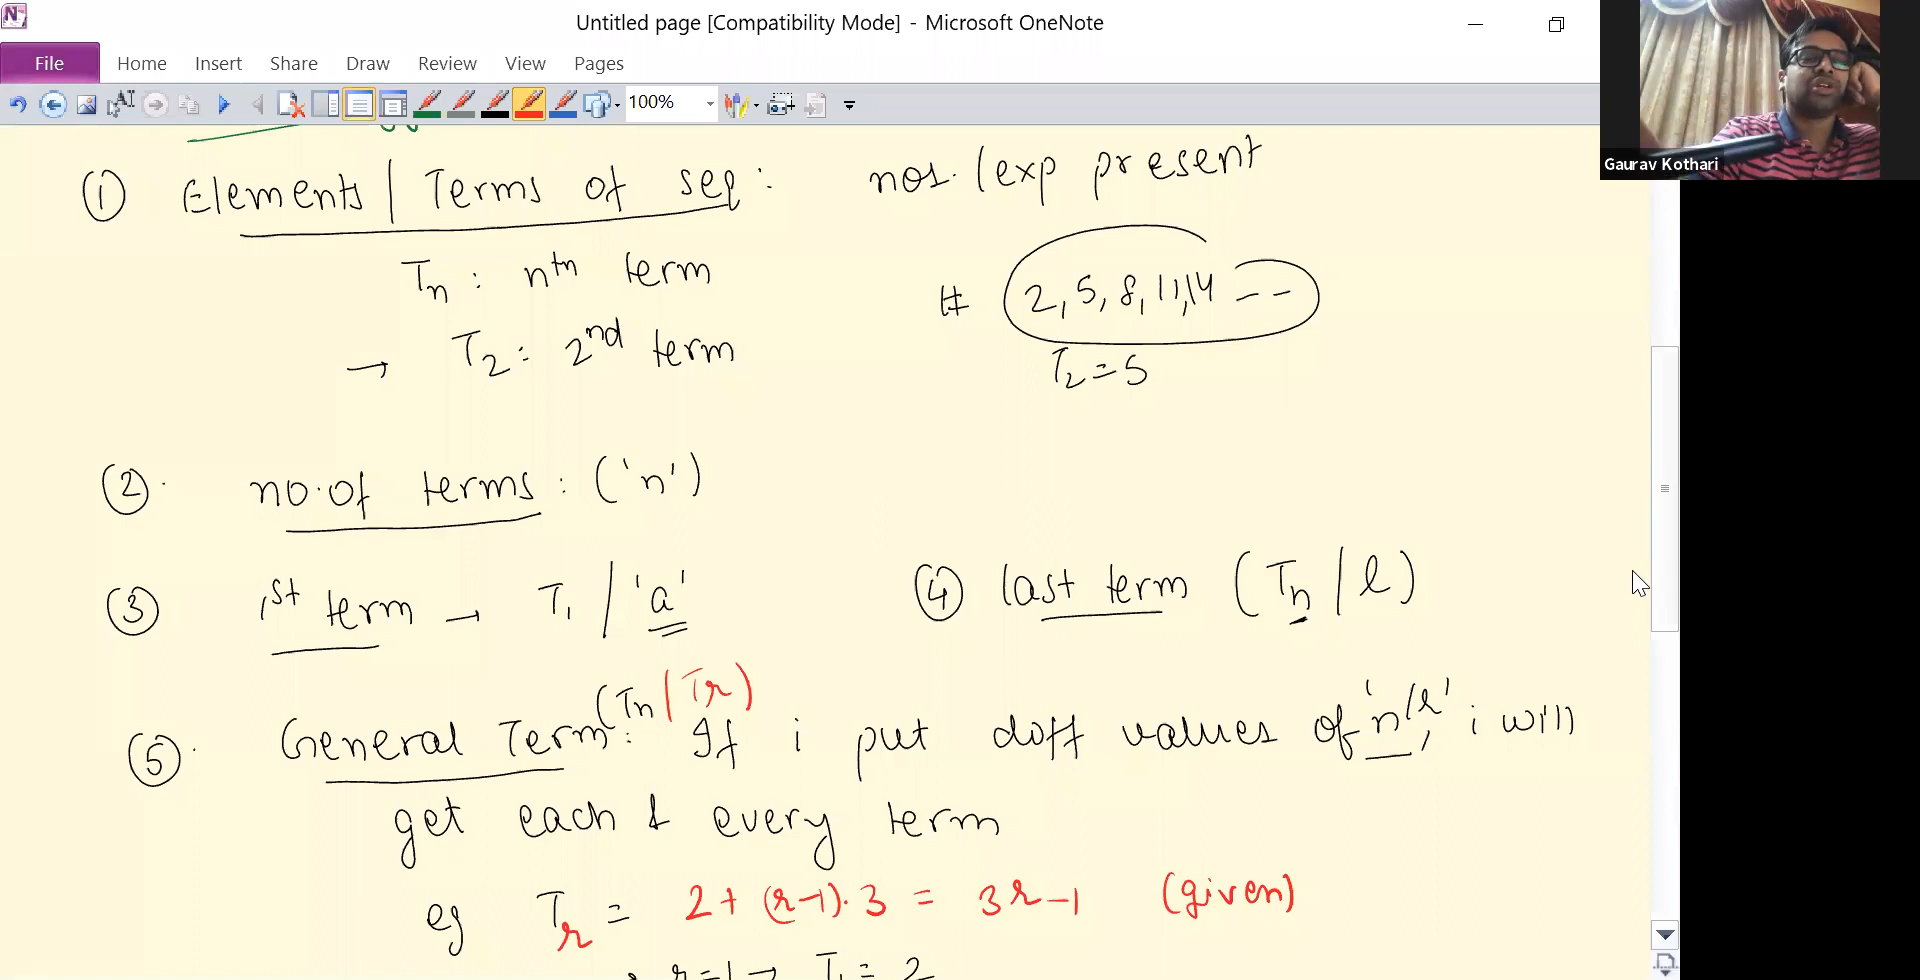 Untitled page [Compatibility Mode] - Microsoft OneNote
File Home Insert Share Draw Review View Pages
100%
Gaurav Kothari
① Elements / Terms of seq : nos. / exp present
Tn : nth term
# 2, 5, 8, 11, 14 ---
→ T2 : 2nd term
T2 = 5
② no. of terms : ('n')
③ 1st term → T1 / 'a'
④ last term (Tn / l)
⑤ General Term : (Tn / Tr) If i put diff values of 'n/r', i will
get each & every term
eg Tr = 2 + (r-1).3 = 3r-1 (given)
r=1 → T1 = 2